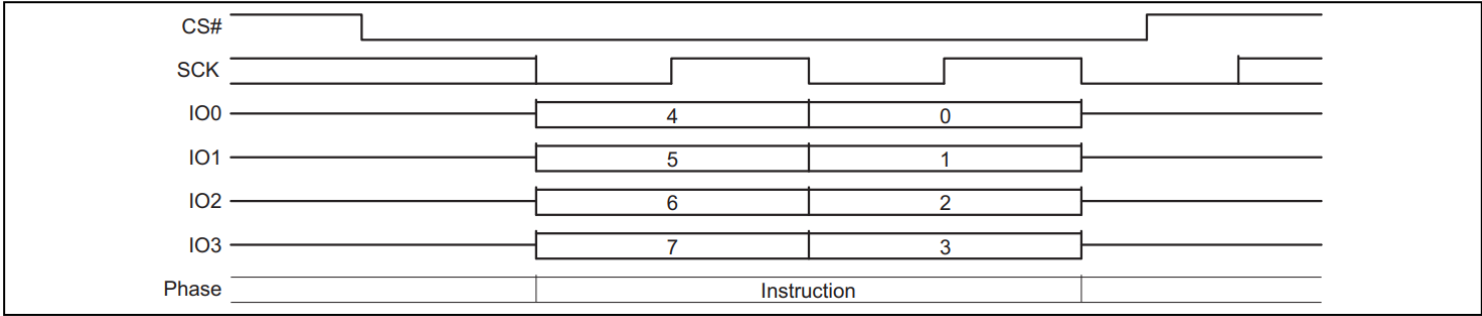 CS#
SCK
IO0 4 0
IO1 5 1
IO2 6 2
IO3 7 3
Phase Instruction